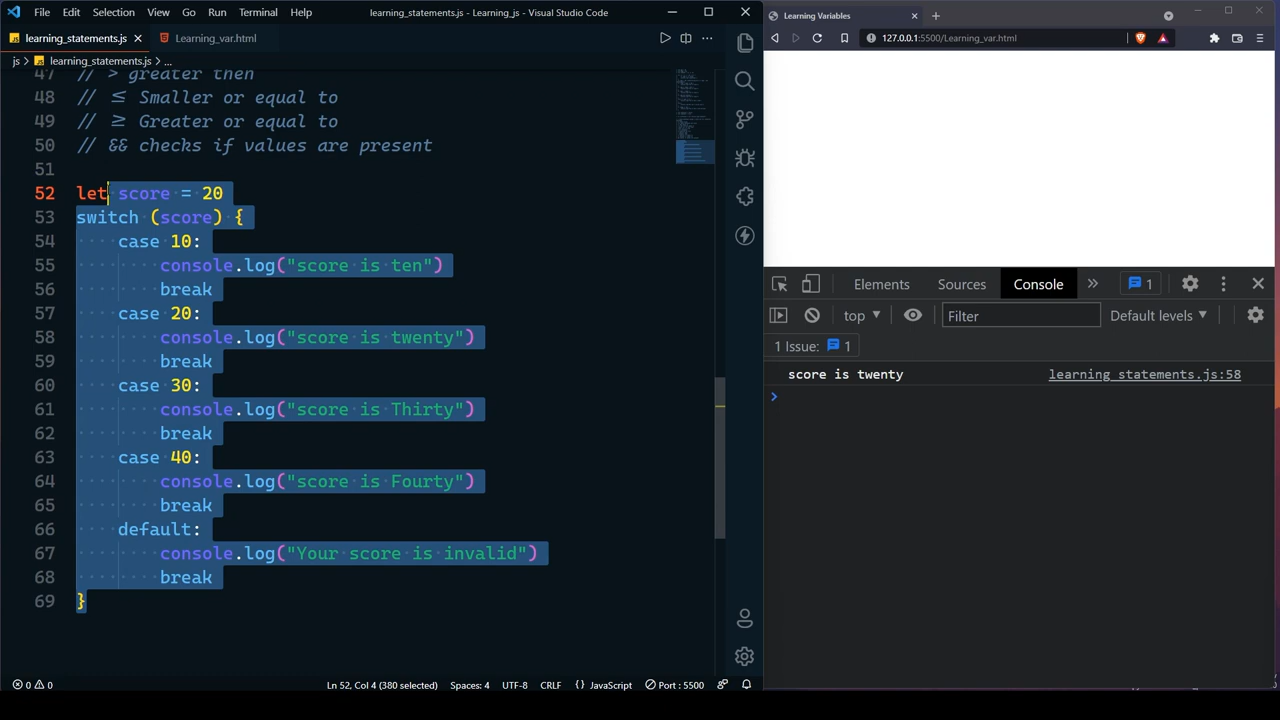 File Edit Selection View Go Run Terminal Help learning_statements.js - Learning_js - Visual Studio Code
learning_statements.js Learning_var.html
js > learning_statements.js > ...
47 // > greater then
48 // ≤ Smaller or equal to
49 // ≥ Greater or equal to
50 // && checks if values are present
51
52 let score = 20
53 switch (score) {
54 case 10:
55 console.log("score is ten")
56 break
57 case 20:
58 console.log("score is twenty")
59 break
60 case 30:
61 console.log("score is Thirty")
62 break
63 case 40:
64 console.log("score is Fourty")
65 break
66 default:
67 console.log("Your score is invalid")
68 break
69 }
0 0 Ln 52, Col 4 (380 selected) Spaces: 4 UTF-8 CRLF {} JavaScript Port : 5500
Learning Variables
127.0.0.1:5500/Learning_var.html
Elements Sources Console » 1
top Filter Default levels
1 Issue: 1
score is twenty learning_statements.js:58
>